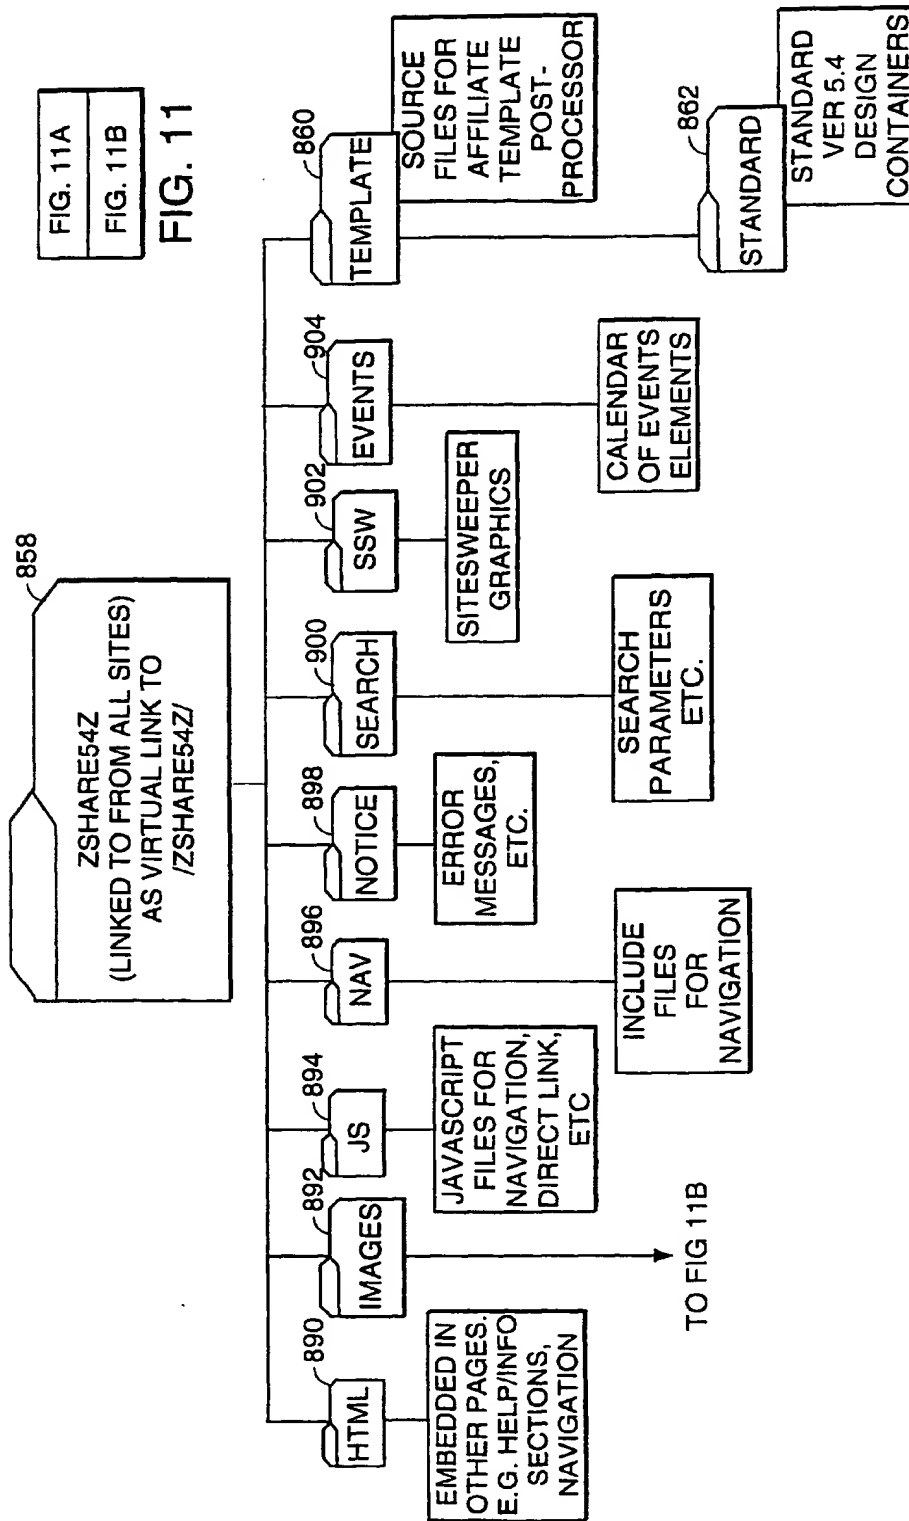 858
ZSHARE54Z
(LINKED TO FROM ALL SITES)
AS VIRTUAL LINK TO
/ZSHARE54Z/
FIG. 11A
FIG. 11B
FIG. 11
890
HTML
EMBEDDED IN
OTHER PAGES.
E.G. HELP/INFO
SECTIONS,
NAVIGATION
892
IMAGES
TO FIG 11B
894
JS
JAVASCRIPT
FILES FOR
NAVIGATION,
DIRECT LINK,
ETC
896
NAV
INCLUDE
FILES
FOR
NAVIGATION
898
NOTICE
ERROR
MESSAGES,
ETC.
900
SEARCH
SEARCH
PARAMETERS
ETC.
902
SSW
SITESWEEPER
GRAPHICS
904
EVENTS
CALENDAR
OF EVENTS
ELEMENTS
860
TEMPLATE
SOURCE
FILES FOR
AFFILIATE
TEMPLATE
POST-
PROCESSOR
862
STANDARD
STANDARD
VER 5.4
DESIGN
CONTAINERS